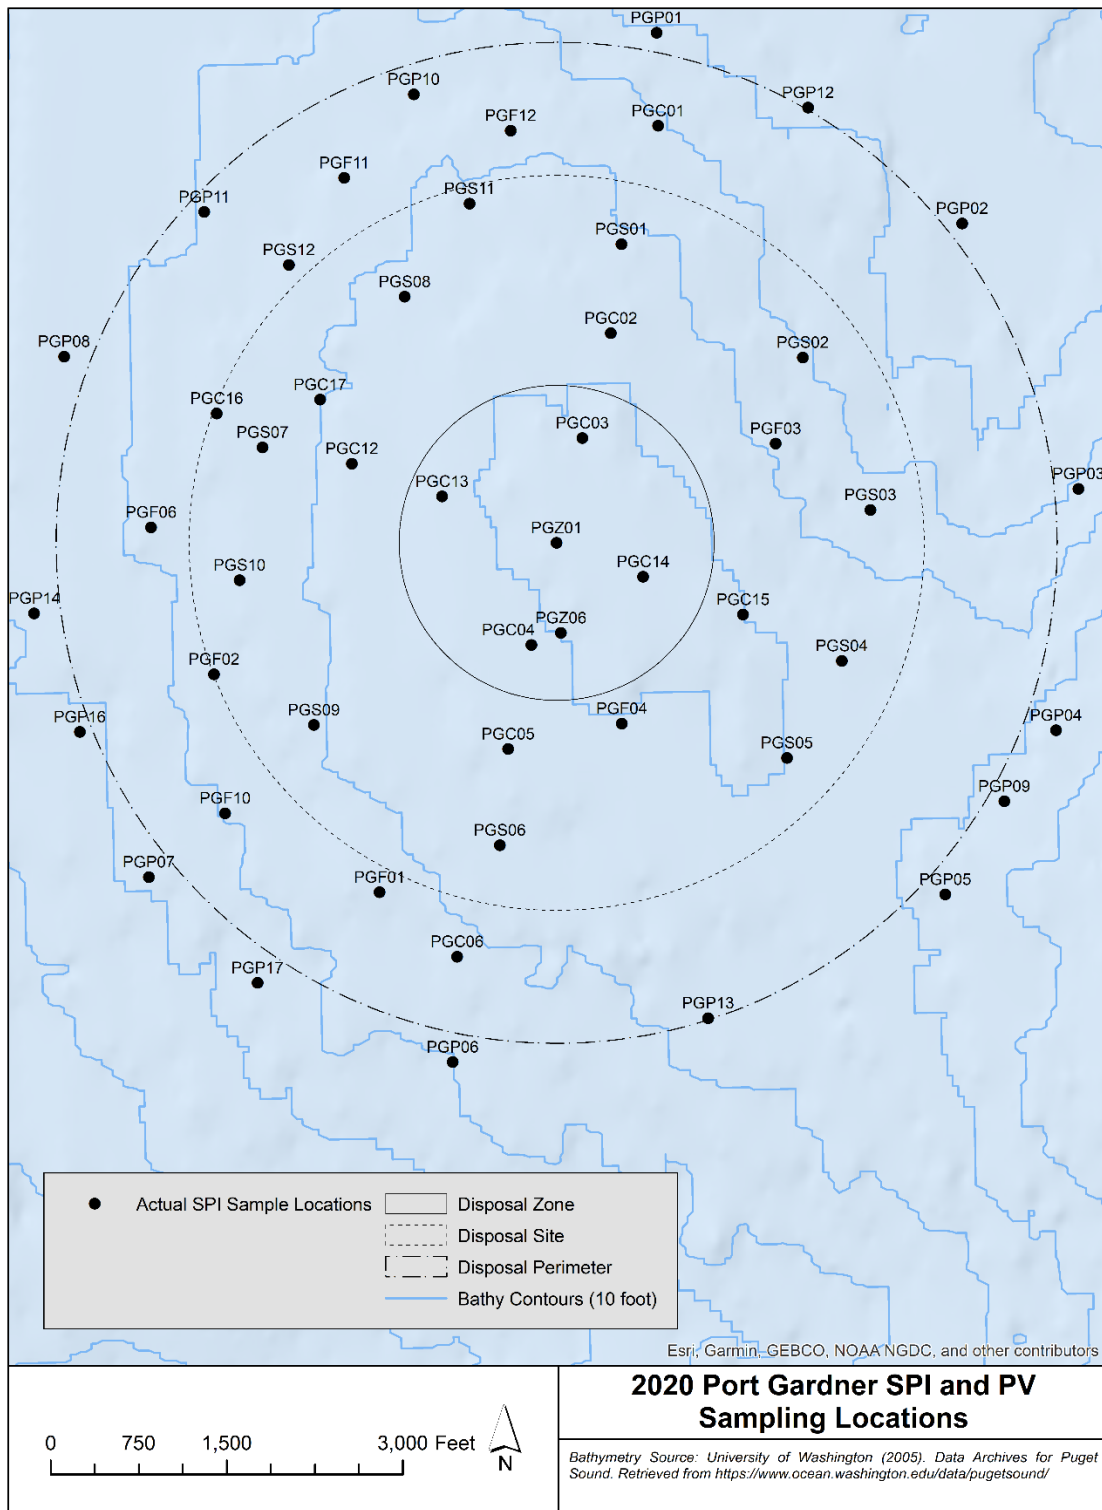 PGP01
PGP10
PGP12
PGF12
PGC01
PGF11
PGS11
PGP11
PGP02
PGS01
PGS12
PGS08
PGC02
PGP08
PGS02
PGC17
PGC16
PGC03
PGF03
PGS07
PGC12
PGP03
PGC13
PGS03
PGF06
PGZ01
PGS10
PGC14
PGP14
PGC15
PGZ06
PGC04
PGS04
PGF02
PGF04
PGS09
PGP16
PGP04
PGC05
PGS05
PGP09
PGF10
PGS06
PGP07
PGF01
PGP05
PGC06
PGP17
PGP13
PGP06
Actual SPI Sample Locations
Disposal Zone
Disposal Site
Disposal Perimeter
Bathy Contours (10 foot)
Esri, Garmin, GEBCO, NOAA NGDC, and other contributors
0 750 1,500 3,000 Feet
N
2020 Port Gardner SPI and PV
Sampling Locations
Bathymetry Source: University of Washington (2005). Data Archives for Puget
Sound. Retrieved from https://www.ocean.washington.edu/data/pugetsound/